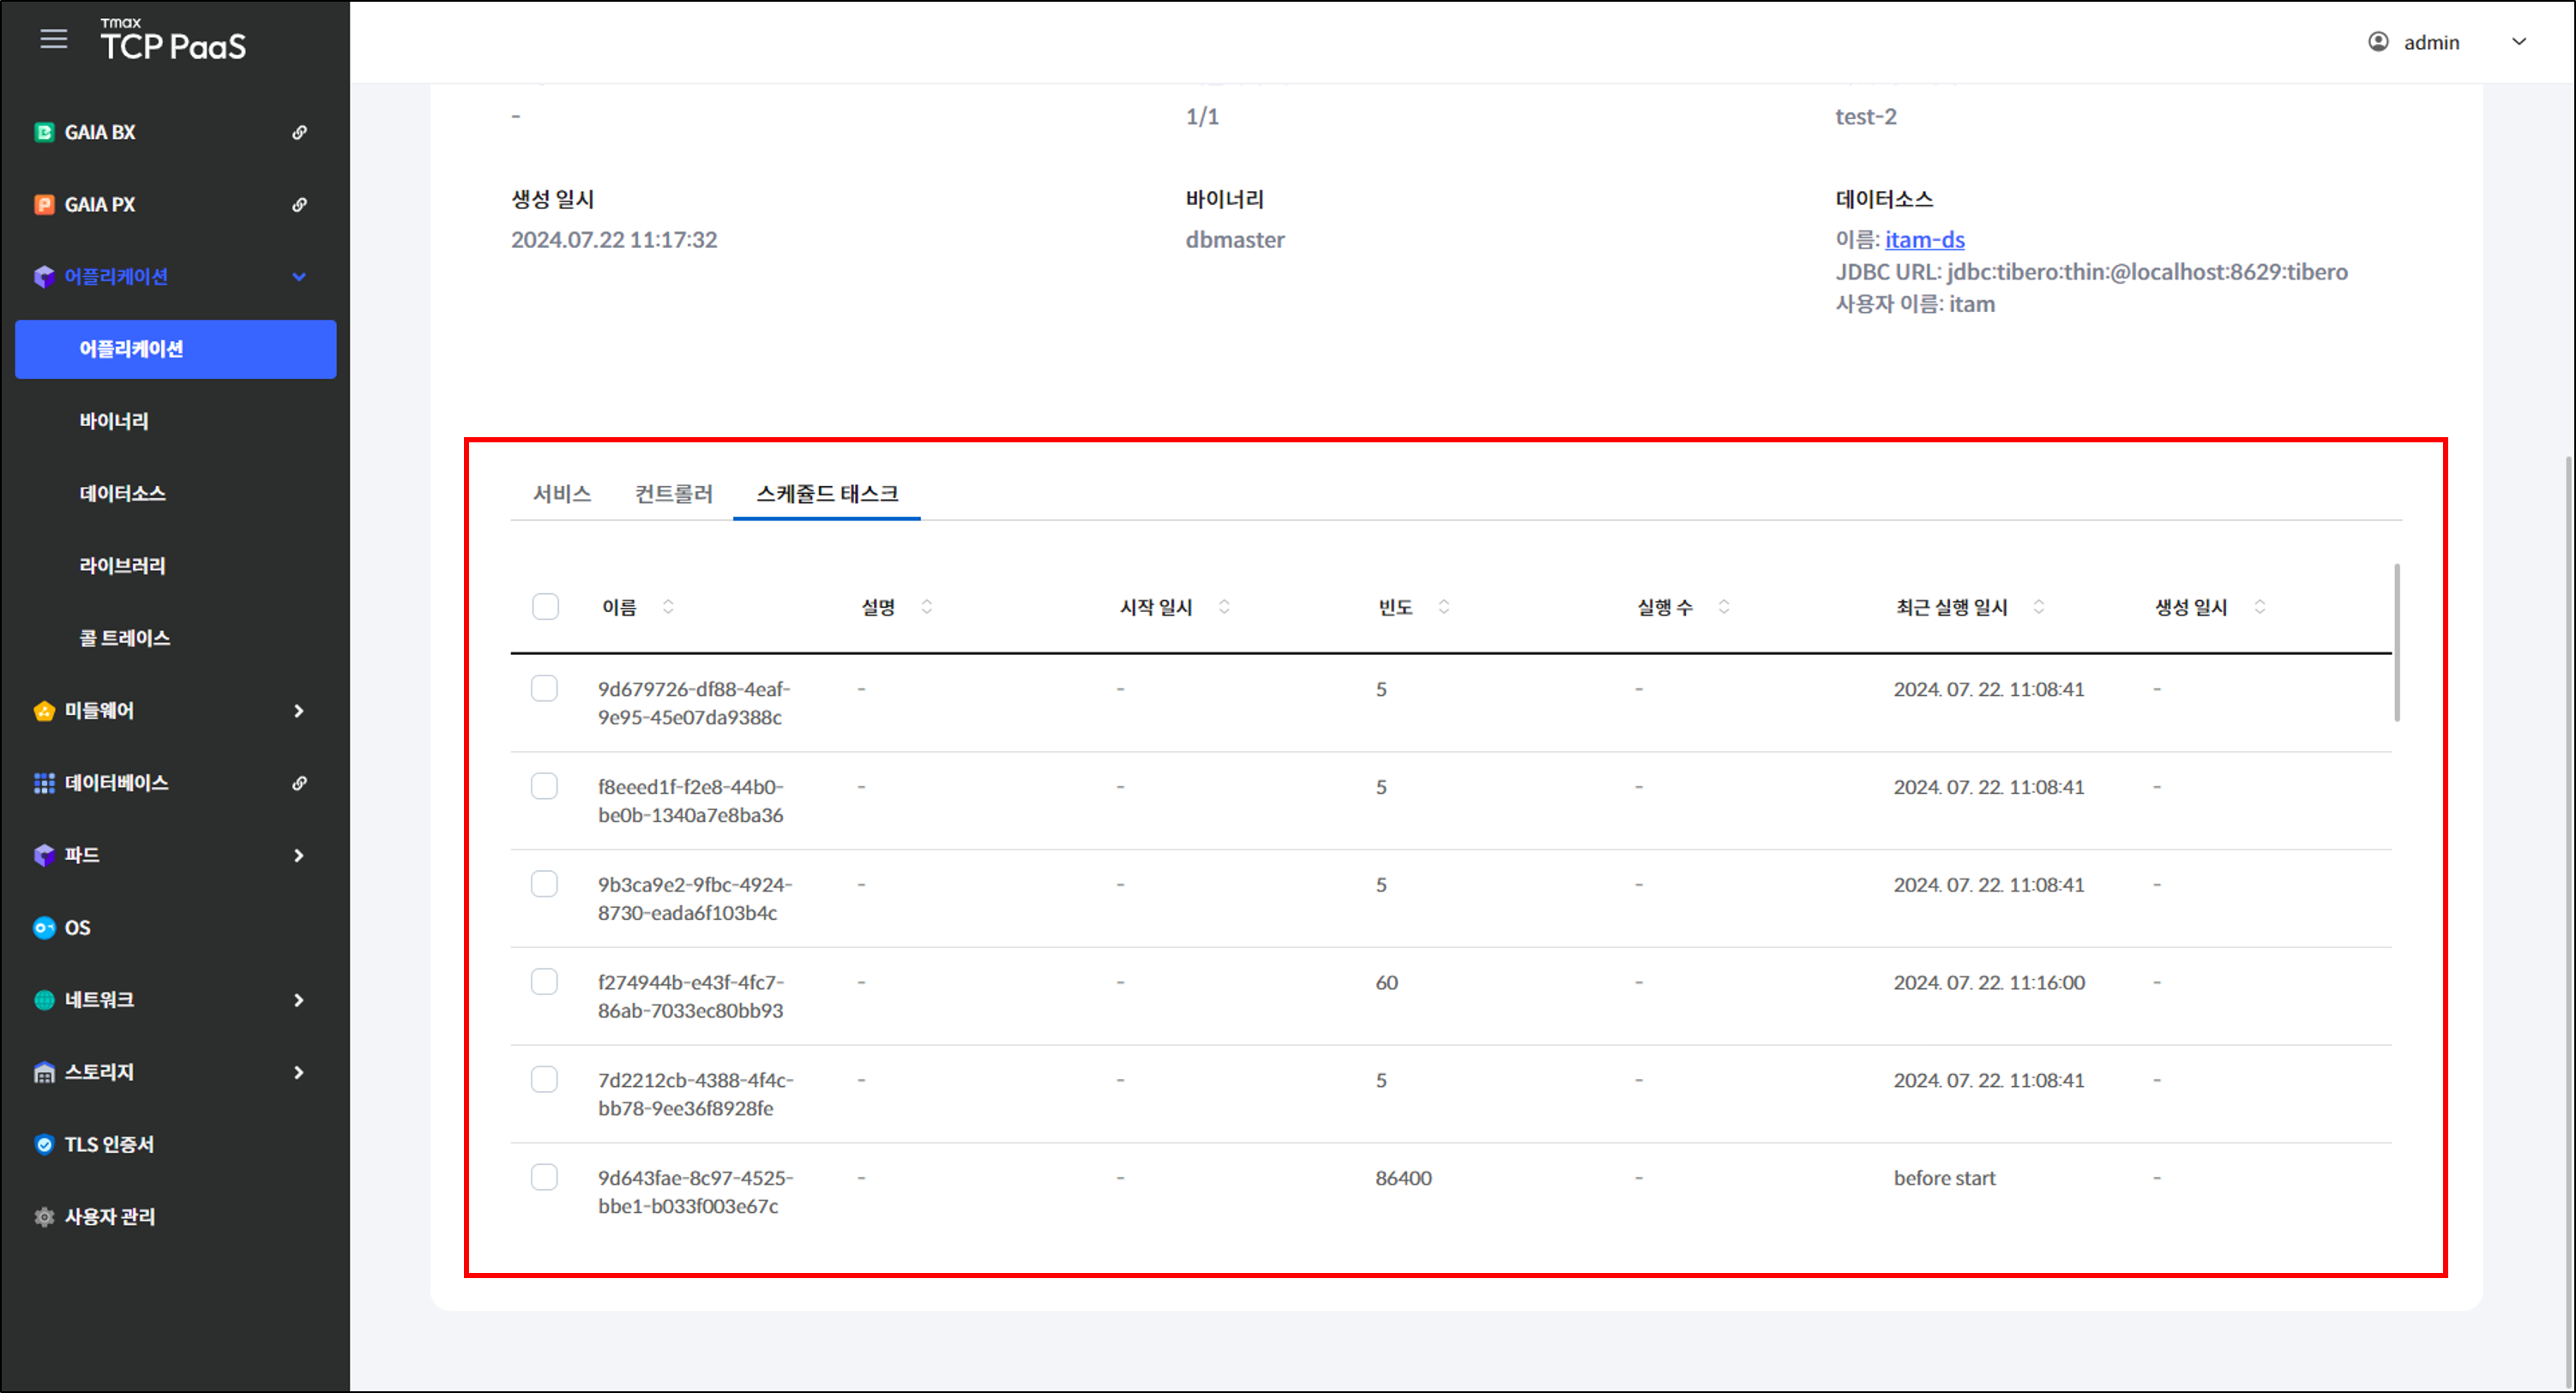 Tmax
TCP PaaS
admin
GAIA BX
GAIA PX
어플리케이션
어플리케이션
바이너리
데이터소스
라이브러리
콜 트레이스
미들웨어
데이터베이스
파드
OS
네트워크
스토리지
TLS 인증서
사용자 관리
- 1/1 test-2
생성 일시 바이너리 데이터소스
2024.07.22 11:17:32 dbmaster 이름: itam-ds
JDBC URL: jdbc:tibero:thin:@localhost:8629:tibero
사용자 이름: itam
서비스 컨트롤러 스케쥴드 태스크
이름 설명 시작 일시 빈도 실행 수 최근 실행 일시 생성 일시
9d679726-df88-4eaf- - - 5 - 2024. 07. 22. 11:08:41 -
9e95-45e07da9388c
f8eeed1f-f2e8-44b0- - - 5 - 2024. 07. 22. 11:08:41 -
be0b-1340a7e8ba36
9b3ca9e2-9fbc-4924- - - 5 - 2024. 07. 22. 11:08:41 -
8730-eada6f103b4c
f274944b-e43f-4fc7- - - 60 - 2024. 07. 22. 11:16:00 -
86ab-7033ec80bb93
7d2212cb-4388-4f4c- - - 5 - 2024. 07. 22. 11:08:41 -
bb78-9ee36f8928fe
9d643fae-8c97-4525- - - 86400 - before start -
bbe1-b033f003e67c